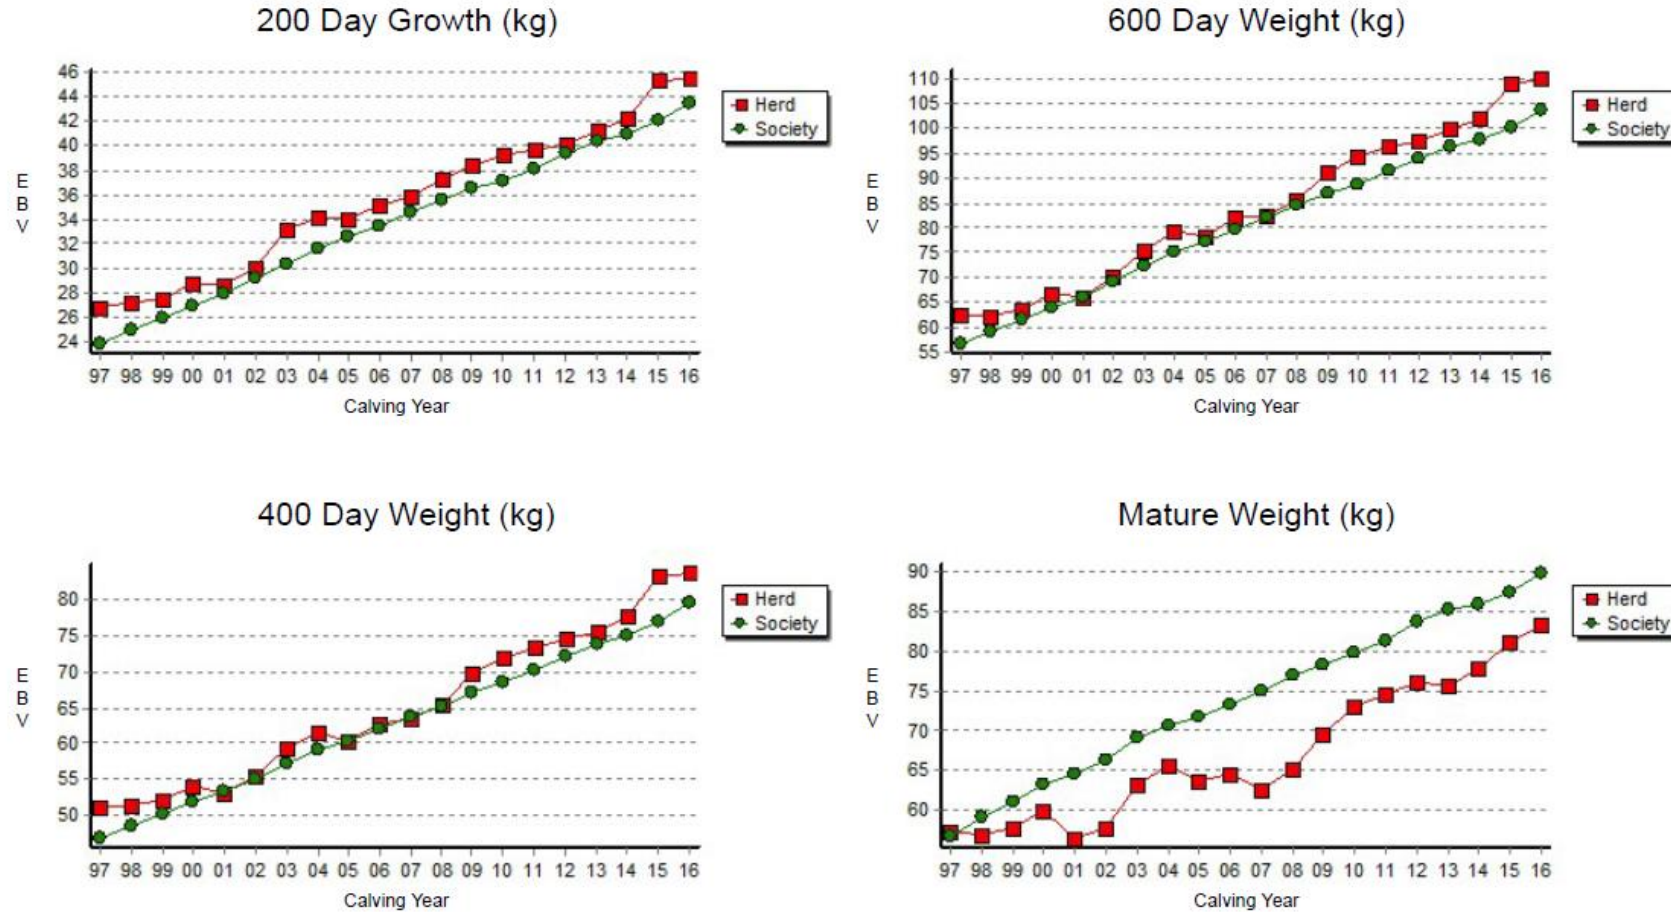 200 Day Growth (kg)
46
44
42
40
38
36
34
32
30
28
26
24
E
B
V
97 98 99 00 01 02 03 04 05 06 07 08 09 10 11 12 13 14 15 16
Calving Year
Herd
Society
600 Day Weight (kg)
110
105
100
95
90
85
80
75
70
65
60
55
E
B
V
97 98 99 00 01 02 03 04 05 06 07 08 09 10 11 12 13 14 15 16
Calving Year
Herd
Society
400 Day Weight (kg)
80
75
70
65
60
55
50
E
B
V
97 98 99 00 01 02 03 04 05 06 07 08 09 10 11 12 13 14 15 16
Calving Year
Herd
Society
Mature Weight (kg)
90
85
80
75
70
65
60
E
B
V
97 98 99 00 01 02 03 04 05 06 07 08 09 10 11 12 13 14 15 16
Calving Year
Herd
Society